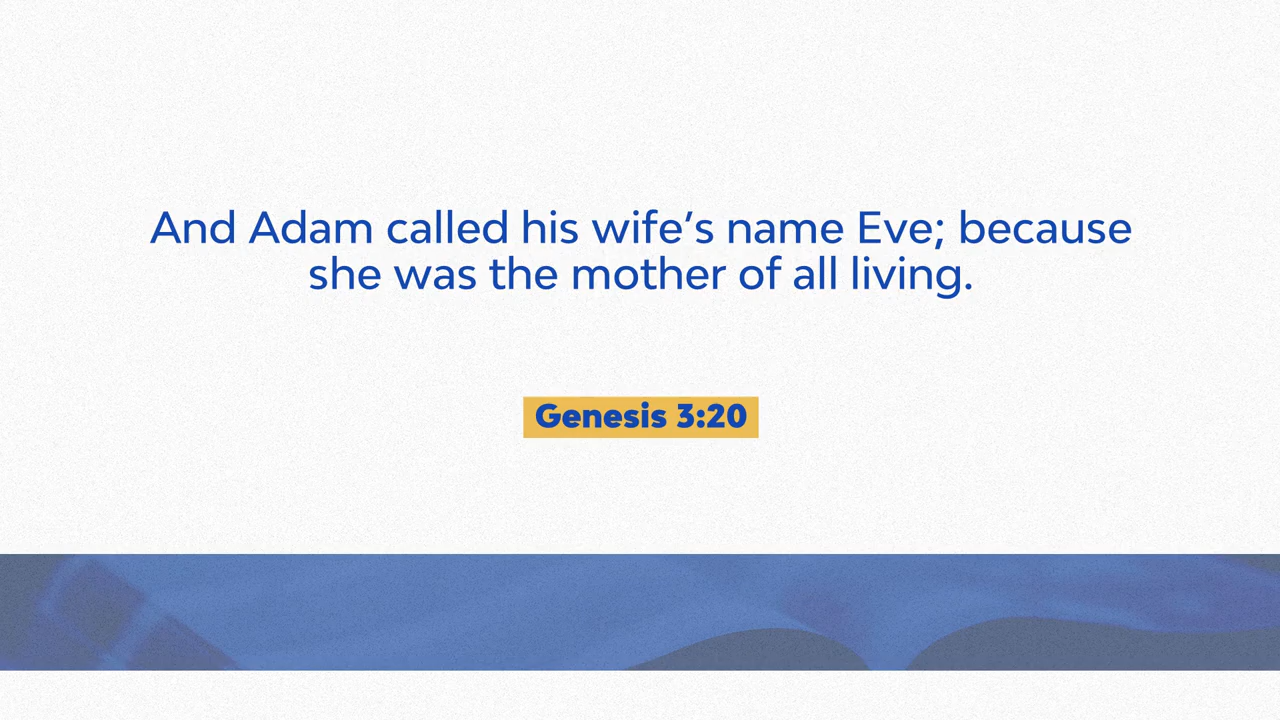 And Adam called his wife’s name Eve; because
she was the mother of all living.
Genesis 3:20